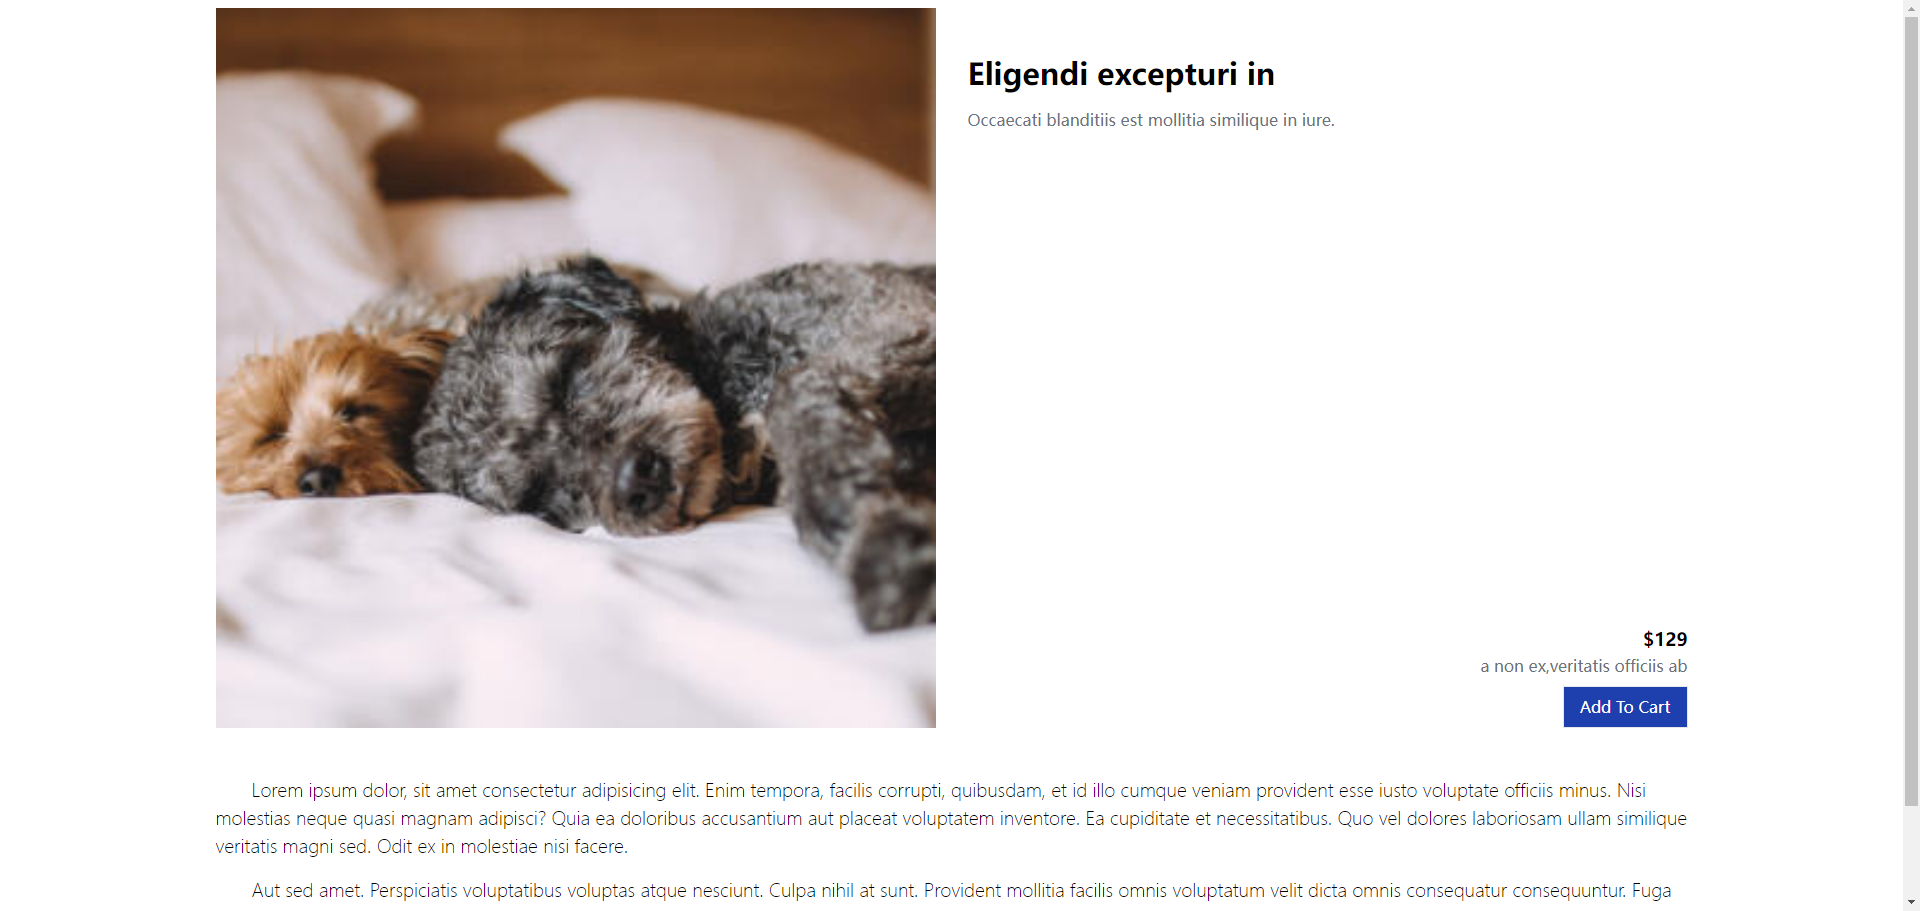 Eligendi excepturi in
Occaecati blanditiis est mollitia similique in iure.
$129
a non ex,veritatis officiis ab
Add To Cart
Lorem ipsum dolor, sit amet consectetur adipisicing elit. Enim tempora, facilis corrupti, quibusdam, et id illo cumque veniam provident esse iusto voluptate officiis minus. Nisi
molestias neque quasi magnam adipisci? Quia ea doloribus accusantium aut placeat voluptatem inventore. Ea cupiditate et necessitatibus. Quo vel dolores laboriosam ullam similique
veritatis magni sed. Odit ex in molestiae nisi facere.
Aut sed amet. Perspiciatis voluptatibus voluptas atque nesciunt. Culpa nihil at sunt. Provident mollitia facilis omnis voluptatum velit dicta omnis consequatur consequuntur. Fuga